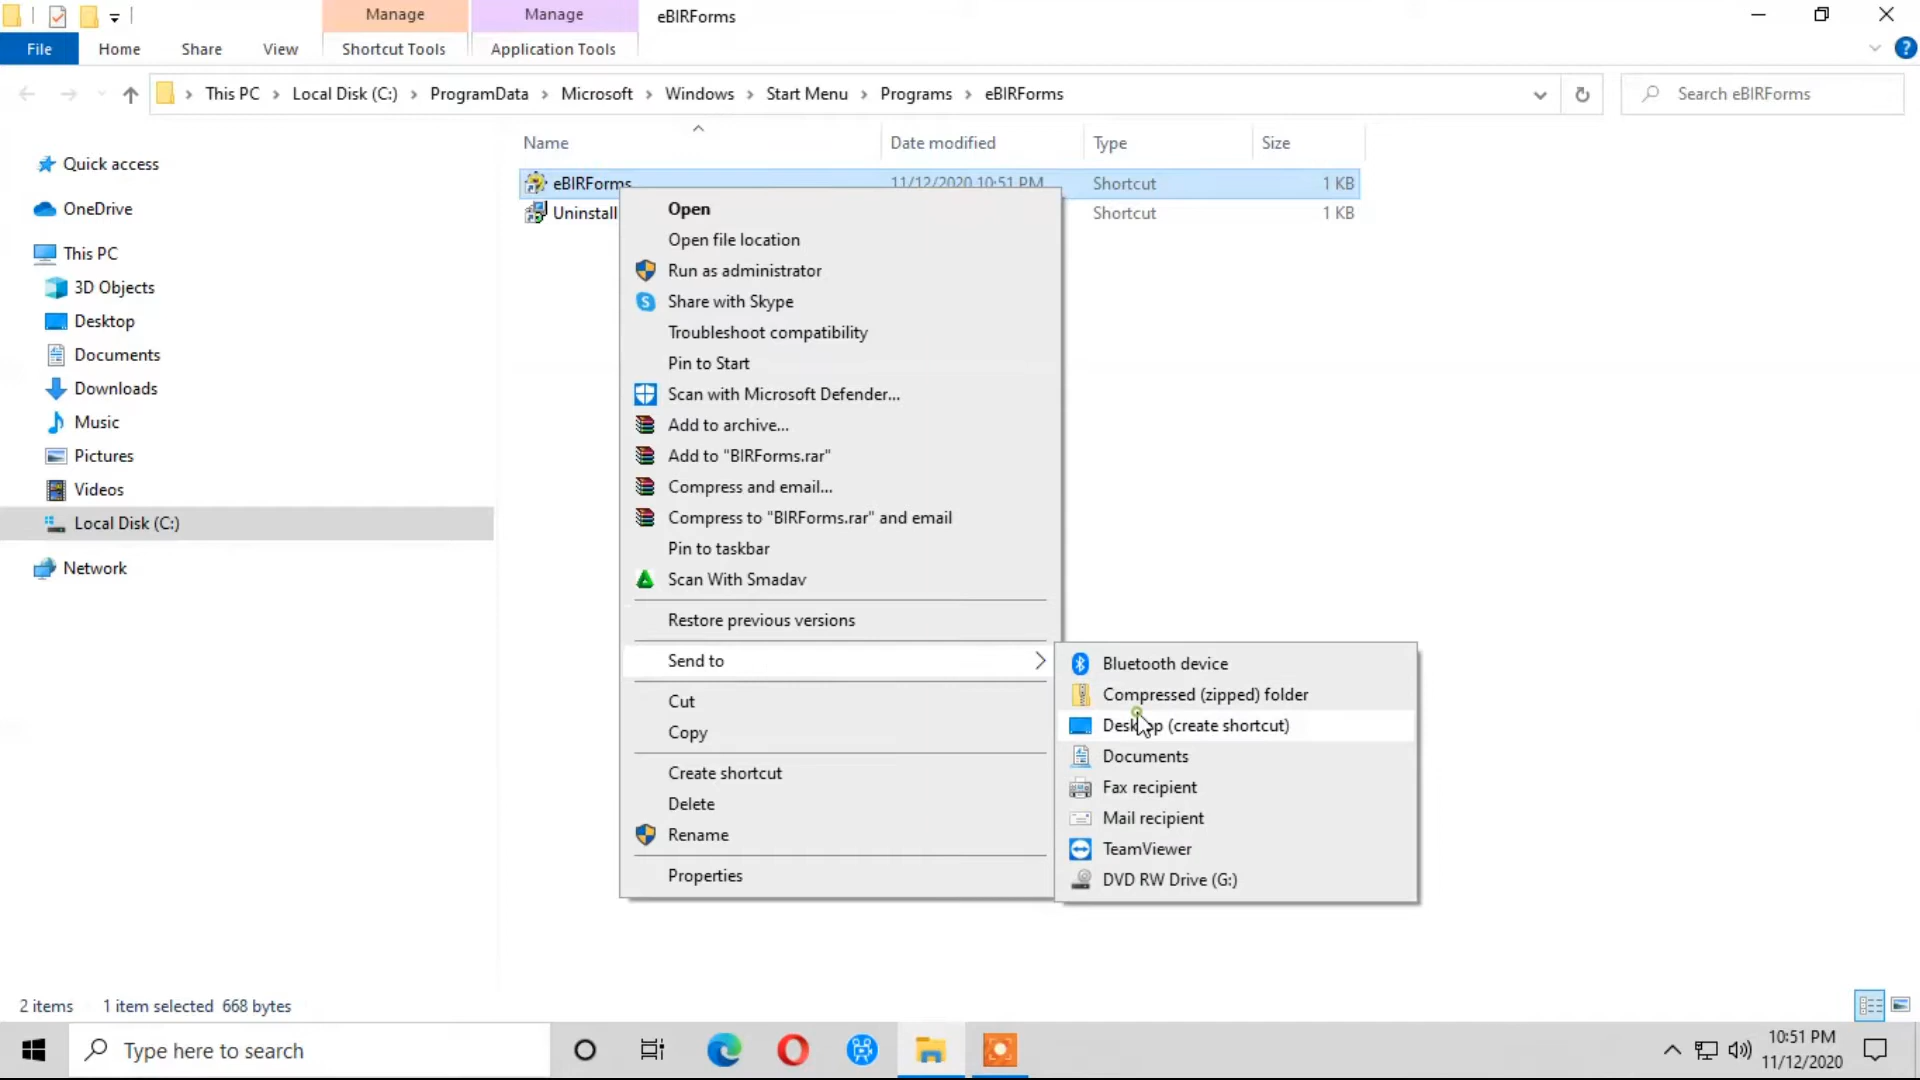 Manage
Manage
eBIRForms
File
Home
Share
View
Shortcut Tools
Application Tools
?
This PC
Local Disk (C:)
ProgramData
Microsoft
Windows
Start Menu
Programs
eBIRForms
Search eBIRForms
Name
Date modified
Type
Size
Quick access
OneDrive
This PC
3D Objects
Desktop
Documents
Downloads
Music
Pictures
Videos
Local Disk (C:)
Network
eBIRForms
11/12/2020 10:51 PM
Shortcut
1 KB
Uninstall
Shortcut
1 KB
Open
Open file location
Run as administrator
Share with Skype
Troubleshoot compatibility
Pin to Start
Scan with Microsoft Defender...
Add to archive...
Add to "BIRForms.rar"
Compress and email...
Compress to "BIRForms.rar" and email
Pin to taskbar
Scan With Smadav
Restore previous versions
Send to
Cut
Copy
Create shortcut
Delete
Rename
Properties
Bluetooth device
Compressed (zipped) folder
Desktop (create shortcut)
Documents
Fax recipient
Mail recipient
TeamViewer
DVD RW Drive (G:)
2 items
1 item selected 668 bytes
Type here to search
10:51 PM
11/12/2020